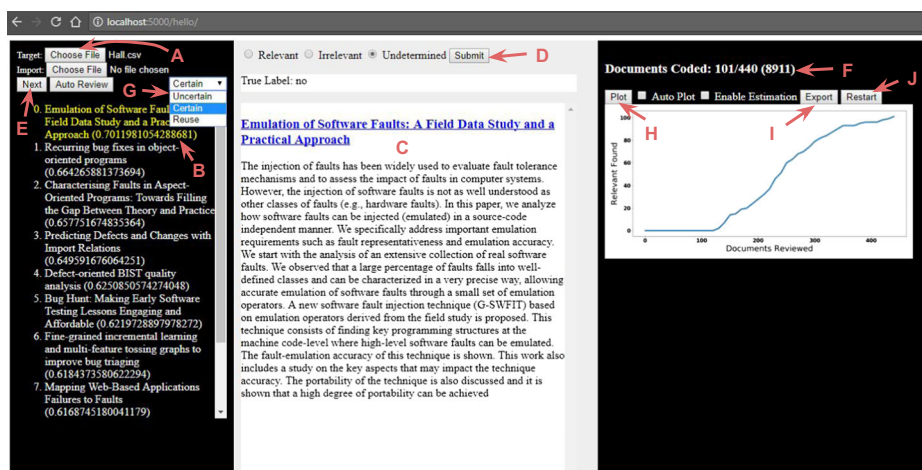 localhost:5000/hello/
Target: Choose File Hall.csv
A
Import: Choose File No file chosen
Next Auto Review Certain
G
Uncertain
Certain
Reuse
E
B
0. Emulation of Software Faul
Field Data Study and a Prac
Approach (0.7011981054288681)
1. Recurring bug fixes in object-
oriented programs
(0.664265881373694)
2. Characterising Faults in Aspect-
Oriented Programs: Towards Filling
the Gap Between Theory and Practice
(0.657751674835364)
3. Predicting Defects and Changes with
Import Relations
(0.649591676064251)
4. Defect-oriented BIST quality
analysis (0.6250850574274048)
5. Bug Hunt: Making Early Software
Testing Lessons Engaging and
Affordable (0.6219728897978272)
6. Fine-grained incremental learning
and multi-feature tossing graphs to
improve bug triaging
(0.6184373580622294)
7. Mapping Web-Based Applications
Failures to Faults
(0.6168745180041179)
Relevant Irrelevant Undetermined Submit
D
True Label: no
Emulation of Software Faults: A Field Data Study and a
Practical Approach
C
The injection of faults has been widely used to evaluate fault tolerance
mechanisms and to assess the impact of faults in computer systems.
However, the injection of software faults is not as well understood as
other classes of faults (e.g., hardware faults). In this paper, we analyze
how software faults can be injected (emulated) in a source-code
independent manner. We specifically address important emulation
requirements such as fault representativeness and emulation accuracy.
We start with the analysis of an extensive collection of real software
faults. We observed that a large percentage of faults falls into well-
defined classes and can be characterized in a very precise way, allowing
accurate emulation of software faults through a small set of emulation
operators. A new software fault injection technique (G-SWFIT) based
on emulation operators derived from the field study is proposed. This
technique consists of finding key programming structures at the
machine code-level where high-level software faults can be emulated.
The fault-emulation accuracy of this technique is shown. This work also
includes a study on the key aspects that may impact the technique
accuracy. The portability of the technique is also discussed and it is
shown that a high degree of portability can be achieved
Documents Coded: 101/440 (8911)
F
J
Plot Auto Plot Enable Estimation Export Restart
H
I
100
80
60
40
20
0
Relevant Found
0 100 200 300 400
Documents Reviewed